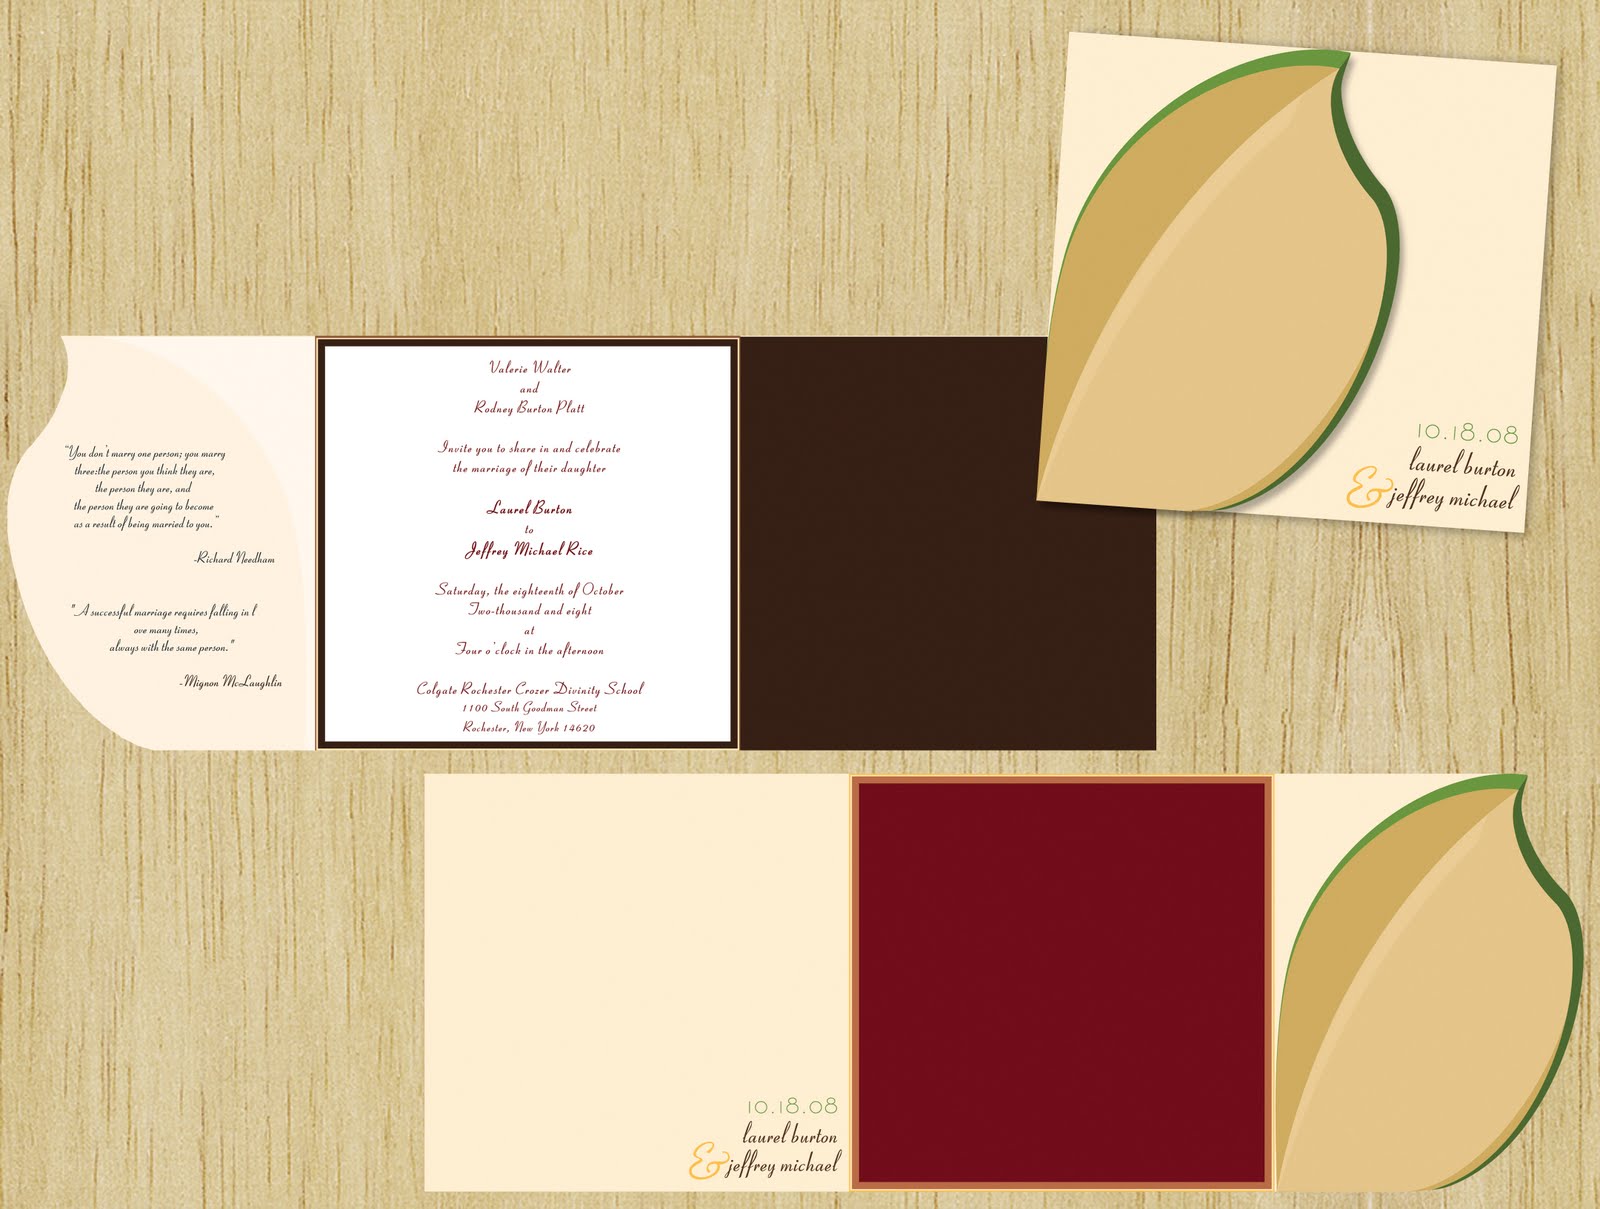 10.18.08
laurel burton
& jeffrey michael
"You don't marry one person; you marry
three:the person you think they are,
the person they are, and
the person they are going to become
as a result of being married to you."
-Richard Needham
"A successful marriage requires falling in l
ove many times,
always with the same person."
-Mignon McLaughlin
Valerie Walter
and
Rodney Burton Platt
Invite you to share in and celebrate
the marriage of their daughter
Laurel Burton
to
Jeffrey Michael Rice
Saturday, the eighteenth of October
Two-thousand and eight
at
Four o'clock in the afternoon
Colgate Rochester Crozer Divinity School
1100 South Goodman Street
Rochester, New York 14620
10.18.08
laurel burton
& jeffrey michael